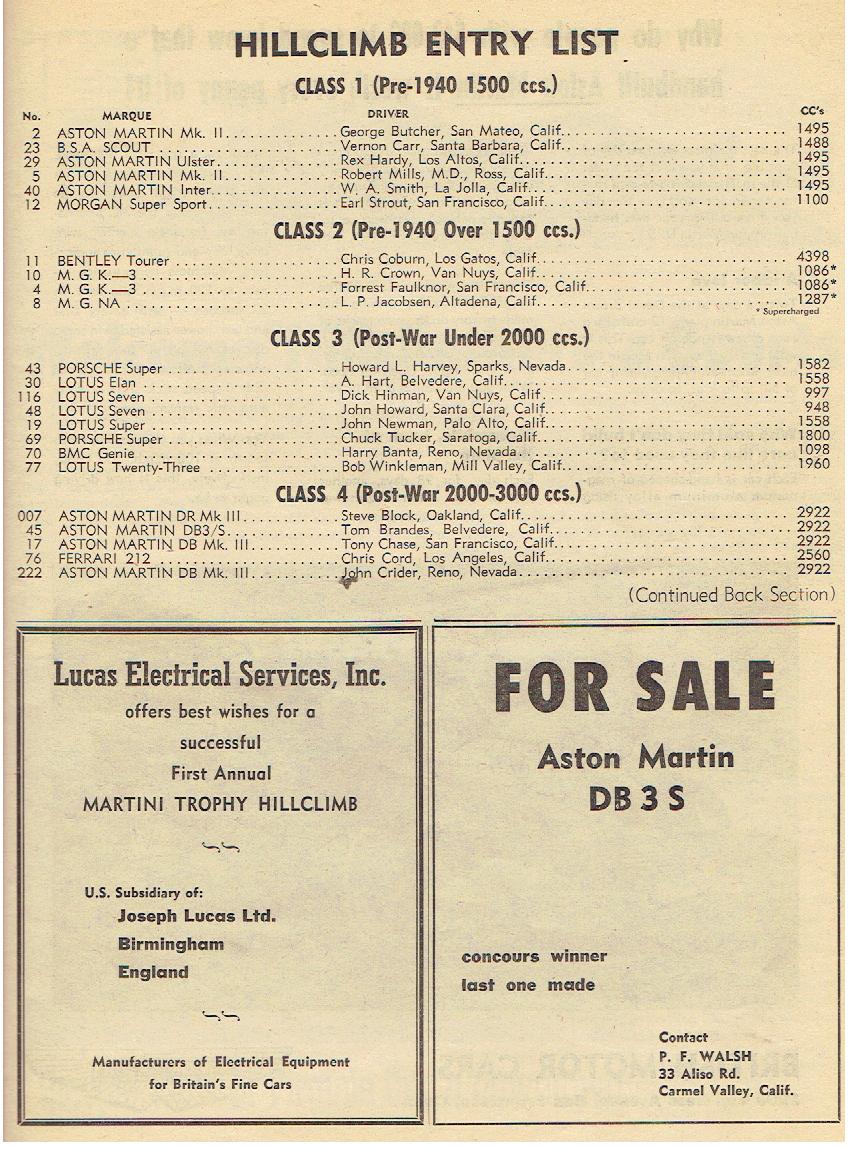 HILLCLIMB ENTRY LIST
CLASS 1 (Pre-1940 1500 ccs.)
No. MARQUE DRIVER CC's
2 ASTON MARTIN Mk. II George Butcher, San Mateo, Calif. 1495
23 B.S.A. SCOUT Vernon Carr, Santa Barbara, Calif. 1488
29 ASTON MARTIN Ulster Rex Hardy, Los Altos, Calif. 1495
5 ASTON MARTIN Mk. II Robert Mills, M.D., Ross, Calif. 1495
40 ASTON MARTIN Inter W. A. Smith, La Jolla, Calif. 1495
12 MORGAN Super Sport Earl Strout, San Francisco, Calif. 1100
CLASS 2 (Pre-1940 Over 1500 ccs.)
11 BENTLEY Tourer Chris Coburn, Los Gatos, Calif. 4398
10 M. G. K.—3 H. R. Crown, Van Nuys, Calif. 1086*
4 M. G. K.—3 Forrest Faulknor, San Francisco, Calif. 1086*
8 M. G. NA L. P. Jacobsen, Altadena, Calif. 1287*
* Supercharged
CLASS 3 (Post-War Under 2000 ccs.)
43 PORSCHE Super Howard L. Harvey, Sparks, Nevada 1582
30 LOTUS Elan A. Hart, Belvedere, Calif. 1558
116 LOTUS Seven Dick Hinman, Van Nuys, Calif. 997
48 LOTUS Seven John Howard, Santa Clara, Calif. 948
19 LOTUS Super John Newman, Palo Alto, Calif. 1558
69 PORSCHE Super Chuck Tucker, Saratoga, Calif. 1800
70 BMC Genie Harry Banta, Reno, Nevada 1098
77 LOTUS Twenty-Three Bob Winkleman, Mill Valley, Calif. 1960
CLASS 4 (Post-War 2000-3000 ccs.)
007 ASTON MARTIN DR Mk III Steve Block, Oakland, Calif. 2922
45 ASTON MARTIN DB3/S Tom Brandes, Belvedere, Calif. 2922
17 ASTON MARTIN DB Mk. III Tony Chase, San Francisco, Calif. 2922
76 FERRARI 212 Chris Cord, Los Angeles, Calif. 2560
222 ASTON MARTIN DB Mk. III John Crider, Reno, Nevada 2922
(Continued Back Section)
Lucas Electrical Services, Inc.
offers best wishes for a
successful
First Annual
MARTINI TROPHY HILLCLIMB
U.S. Subsidiary of:
Joseph Lucas Ltd.
Birmingham
England
Manufacturers of Electrical Equipment
for Britain's Fine Cars
FOR SALE
Aston Martin
DB 3 S
concours winner
last one made
Contact
P. F. WALSH
33 Aliso Rd.
Carmel Valley, Calif.